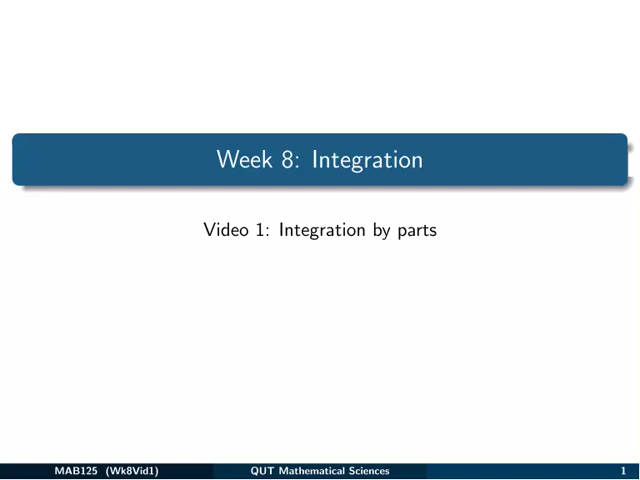 Week 8: Integration
Video 1: Integration by parts
MAB125 (Wk8Vid1) QUT Mathematical Sciences 1